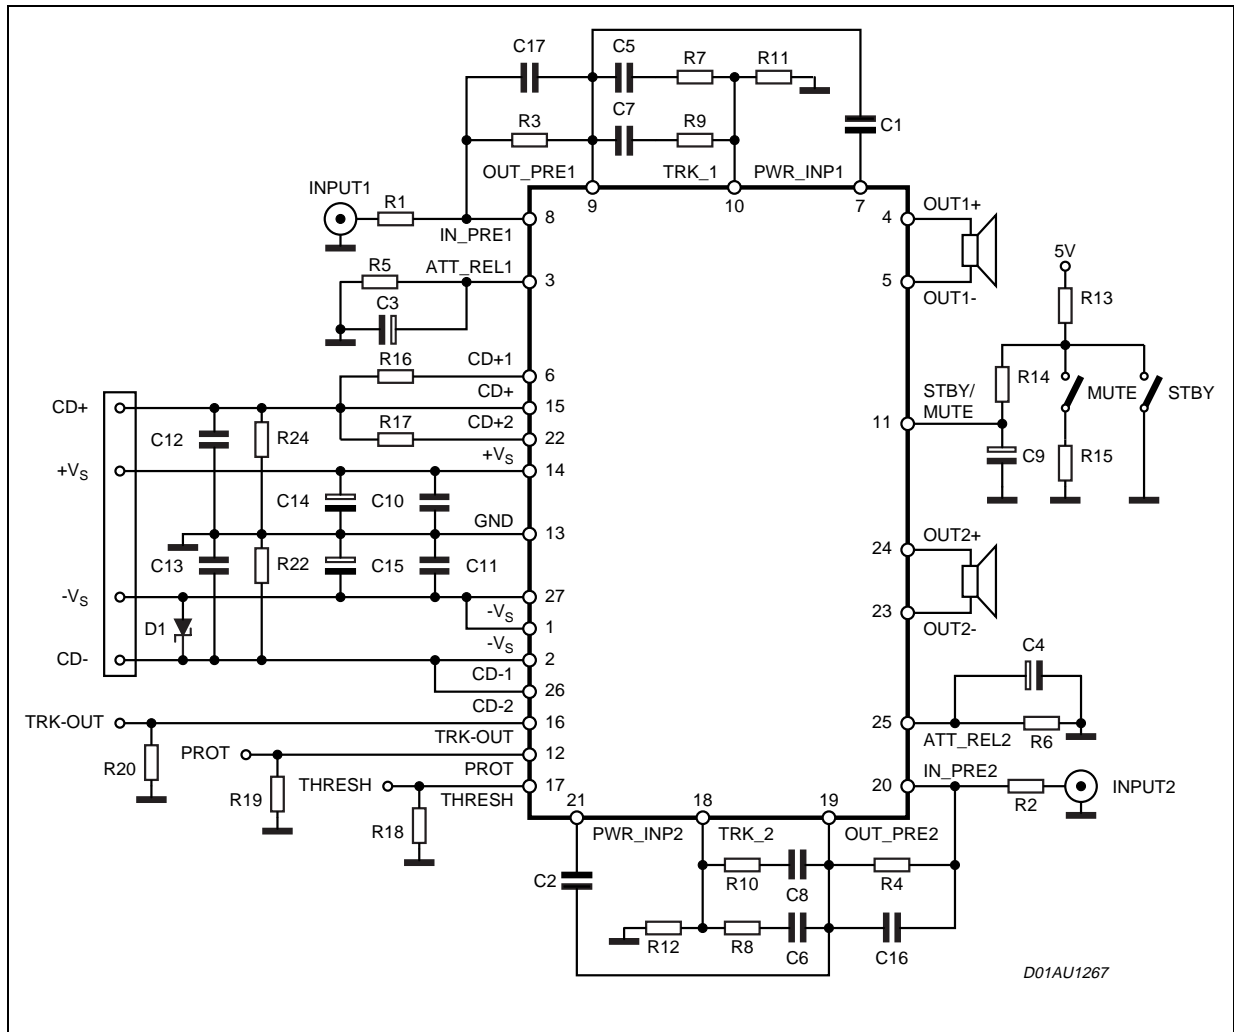 C17
C5
R7
R11
R3
C7
R9
C1
OUT_PRE1
TRK_1
PWR_INP1
9
10
7
INPUT1
R1
8
IN_PRE1
4
OUT1+
R5
ATT_REL1
3
5
OUT1-
C3
5V
R13
R16
CD+1
6
CD+
CD+
15
R14
MUTE
STBY
C12
R24
R17
CD+2
22
STBY/
MUTE
11
+VS
+VS
14
C9
R15
C14
C10
GND
13
C13
R22
C15
C11
24
OUT2+
-VS
27
-VS
1
23
OUT2-
D1
-VS
CD-
2
CD-1
26
C4
CD-2
TRK-OUT
16
25
ATT_REL2
R6
TRK-OUT
R20
PROT
12
PROT
IN_PRE2
R19
THRESH
17
THRESH
20
R2
INPUT2
R18
21
18
19
PWR_INP2
TRK_2
OUT_PRE2
C2
R10
C8
R4
R12
R8
C6
C16
D01AU1267